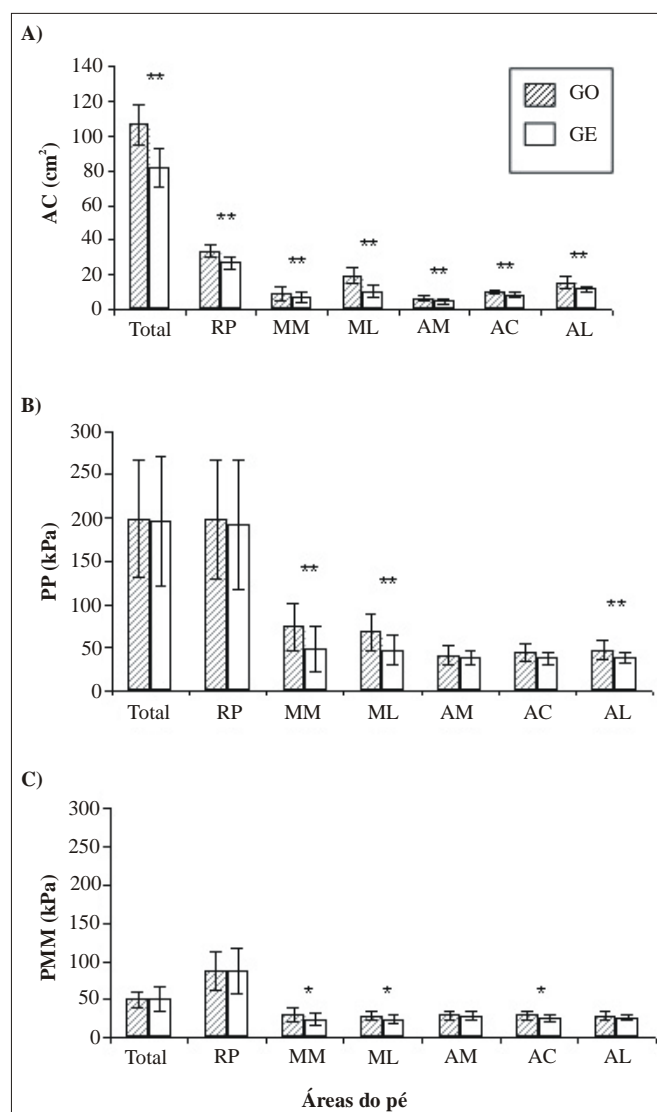 A)
AC (cm²)
140
120
100
80
60
40
20
0
**
**
**
**
**
**
**
GO
GE
Total RP MM ML AM AC AL
B)
PP (kPa)
300
250
200
150
100
50
0
**
**
**
Total RP MM ML AM AC AL
C)
PMM (kPa)
300
250
200
150
100
50
0
*
*
*
Total RP MM ML AM AC AL
Áreas do pé